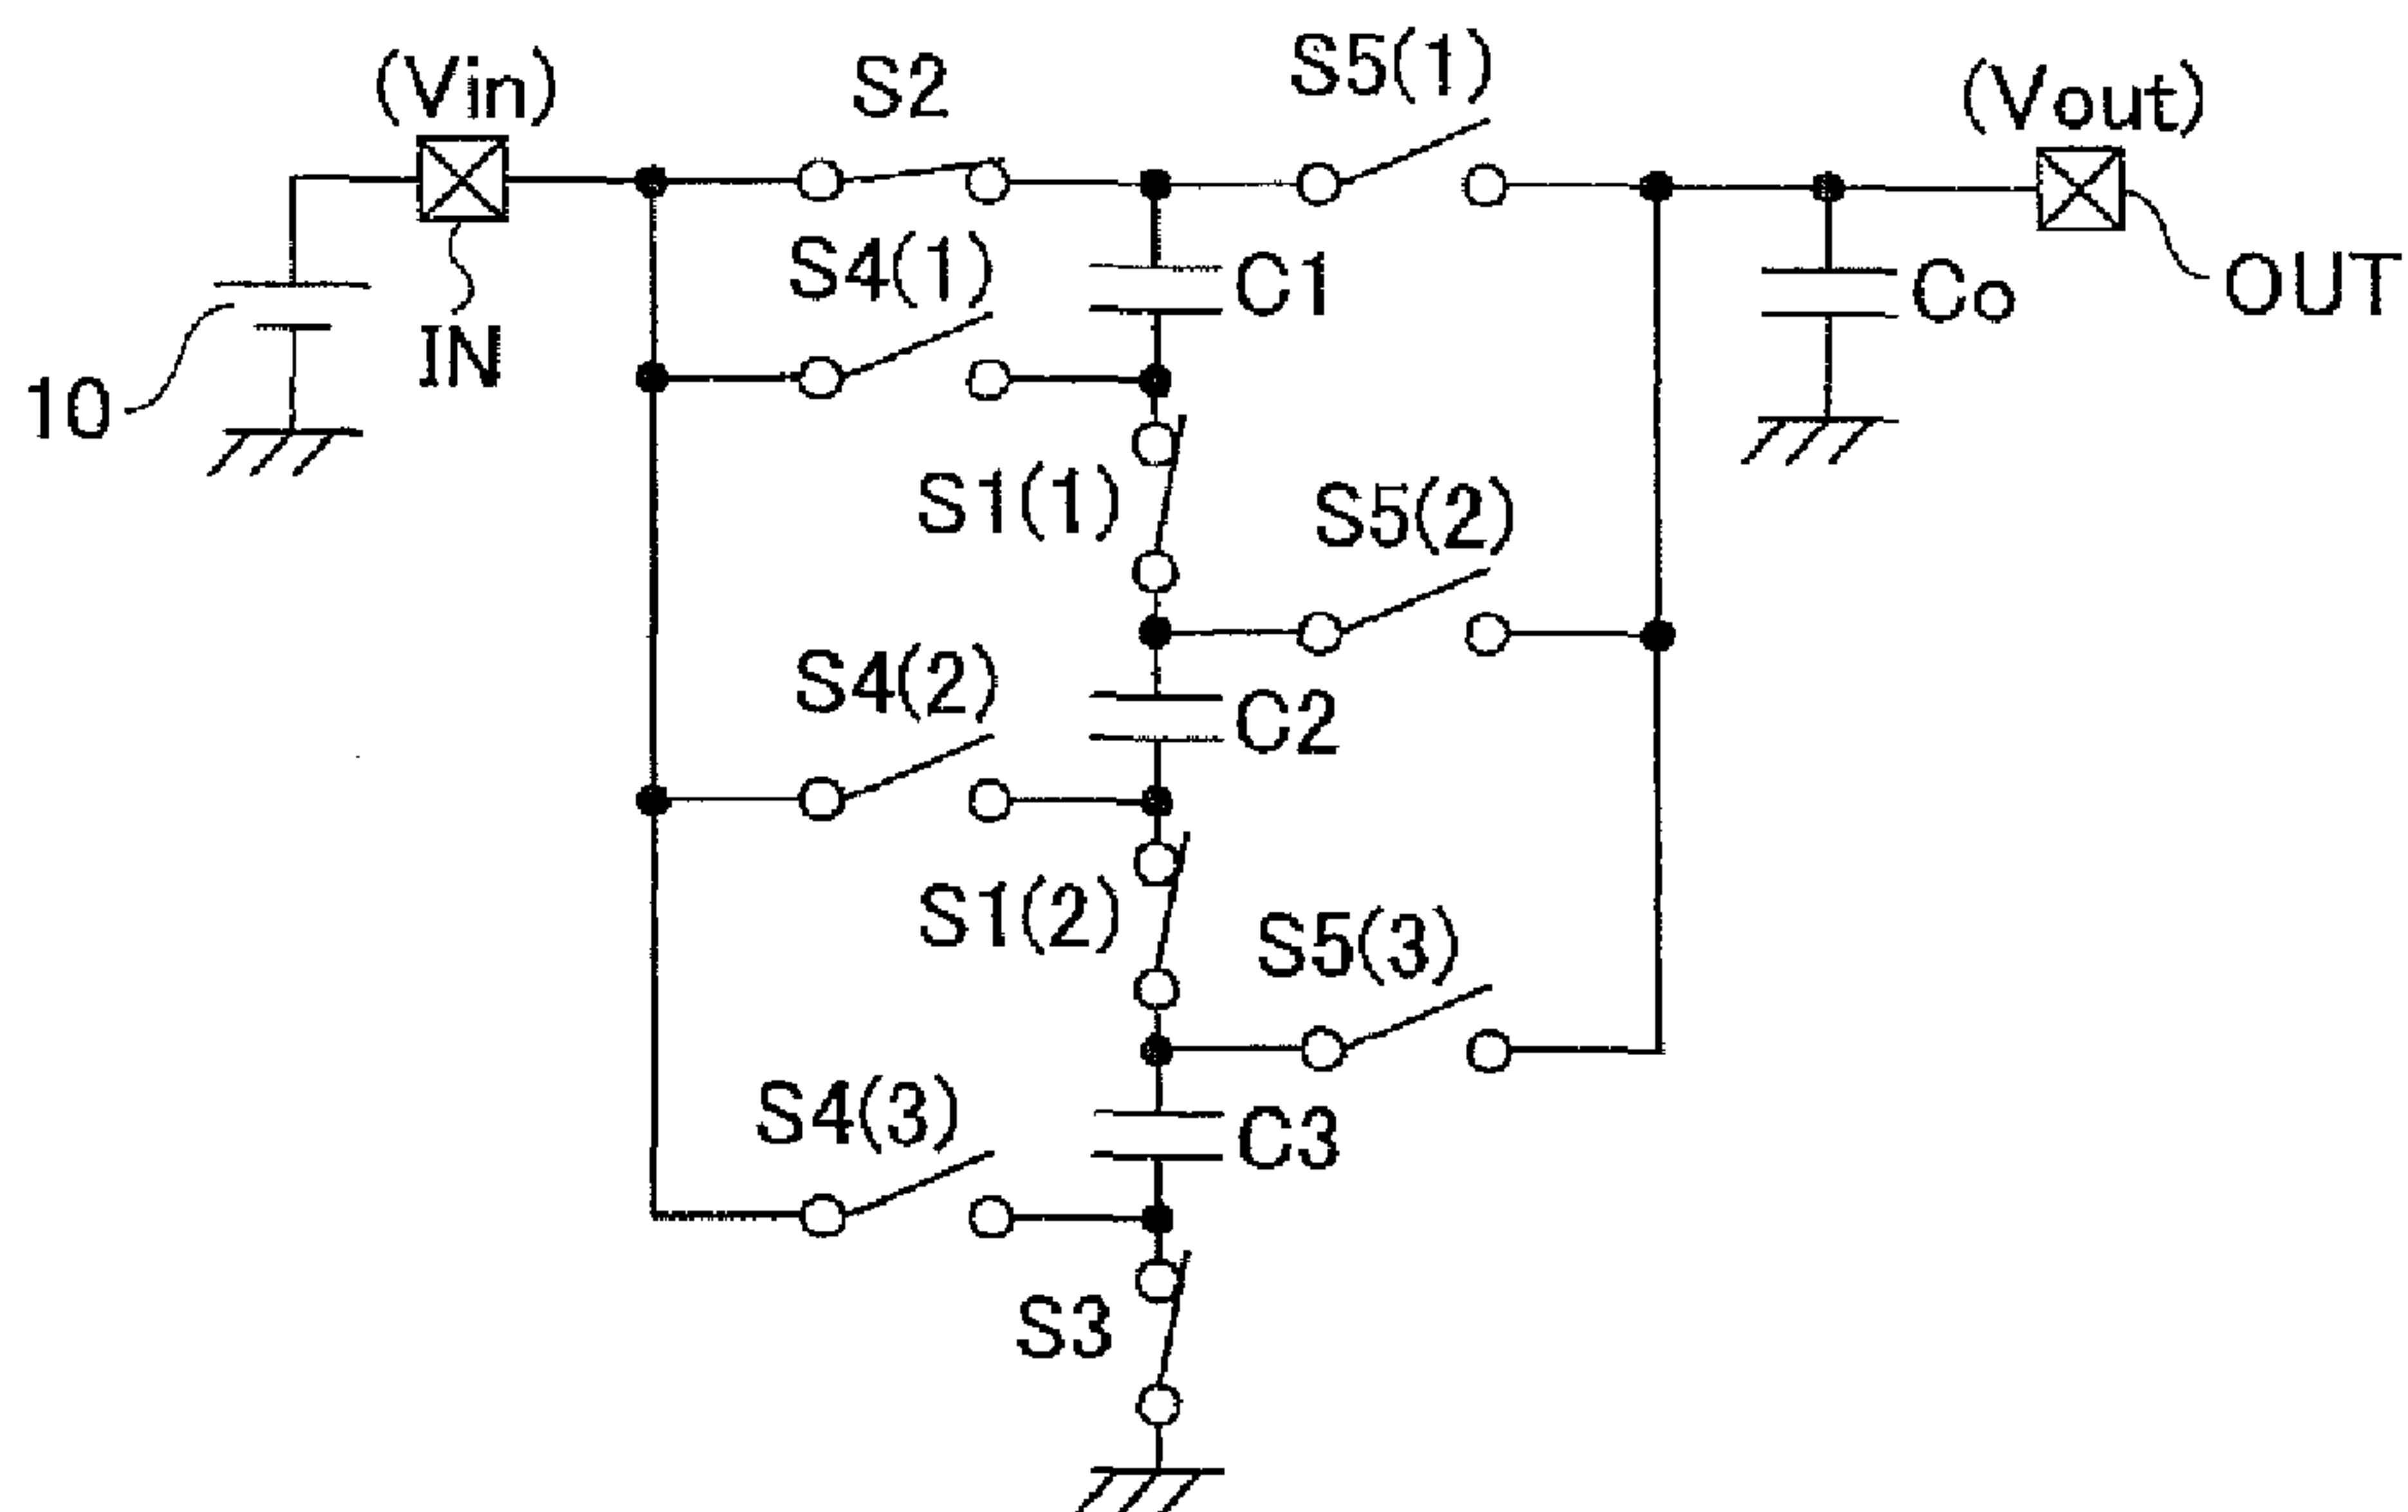 (Vin)
S2
S5(1)
(Vout)
S4(1)
C1
Co
OUT
IN
10
S1(1)
S5(2)
S4(2)
C2
S1(2)
S5(3)
S4(3)
C3
S3